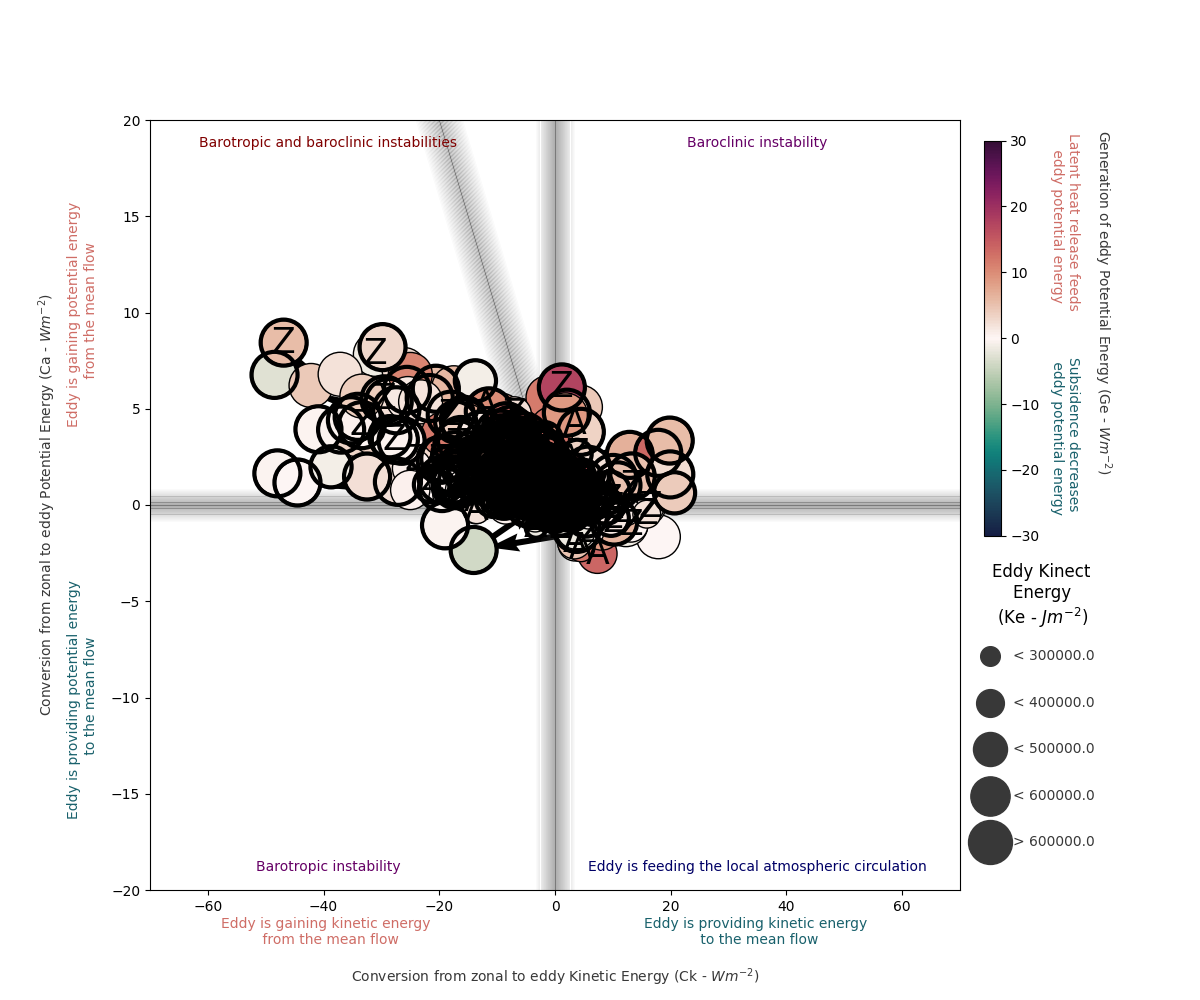 Barotropic and baroclinic instabilities
Baroclinic instability
Barotropic instability
Eddy is feeding the local atmospheric circulation
20
15
10
5
0
−5
−10
−15
−20
−60
−40
−20
0
20
40
60
Eddy is gaining kinetic energy
from the mean flow
Eddy is providing kinetic energy
to the mean flow
Conversion from zonal to eddy Kinetic Energy (Ck - Wm⁻²)
Conversion from zonal to eddy Potential Energy (Ca - Wm⁻²)
Eddy is gaining potential energy
from the mean flow
Eddy is providing potential energy
to the mean flow
Z
Z
Z
A
Z
Z
A
A
30
20
10
0
−10
−20
−30
Latent heat release feeds
eddy potential energy
Subsidence decreases
eddy potential energy
Generation of eddy Potential Energy (Ge - Wm⁻²)
Eddy Kinect
Energy
(Ke - Jm⁻²)
< 300000.0
< 400000.0
< 500000.0
< 600000.0
> 600000.0